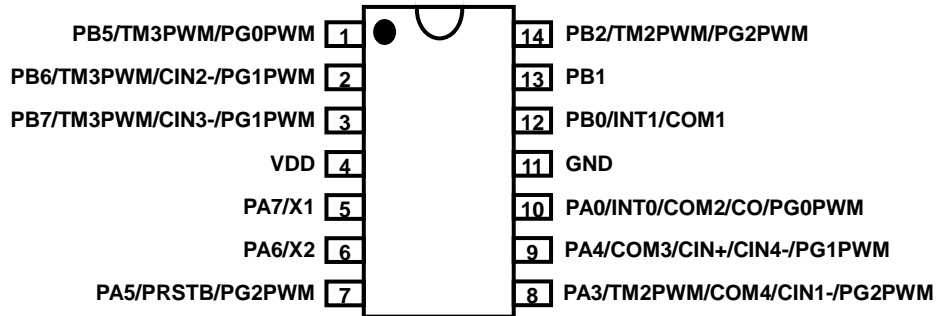 PB5/TM3PWM/PG0PWM 1 14 PB2/TM2PWM/PG2PWM
PB6/TM3PWM/CIN2-/PG1PWM 2 13 PB1
PB7/TM3PWM/CIN3-/PG1PWM 3 12 PB0/INT1/COM1
VDD 4 11 GND
PA7/X1 5 10 PA0/INT0/COM2/CO/PG0PWM
PA6/X2 6 9 PA4/COM3/CIN+/CIN4-/PG1PWM
PA5/PRSTB/PG2PWM 7 8 PA3/TM2PWM/COM4/CIN1-/PG2PWM